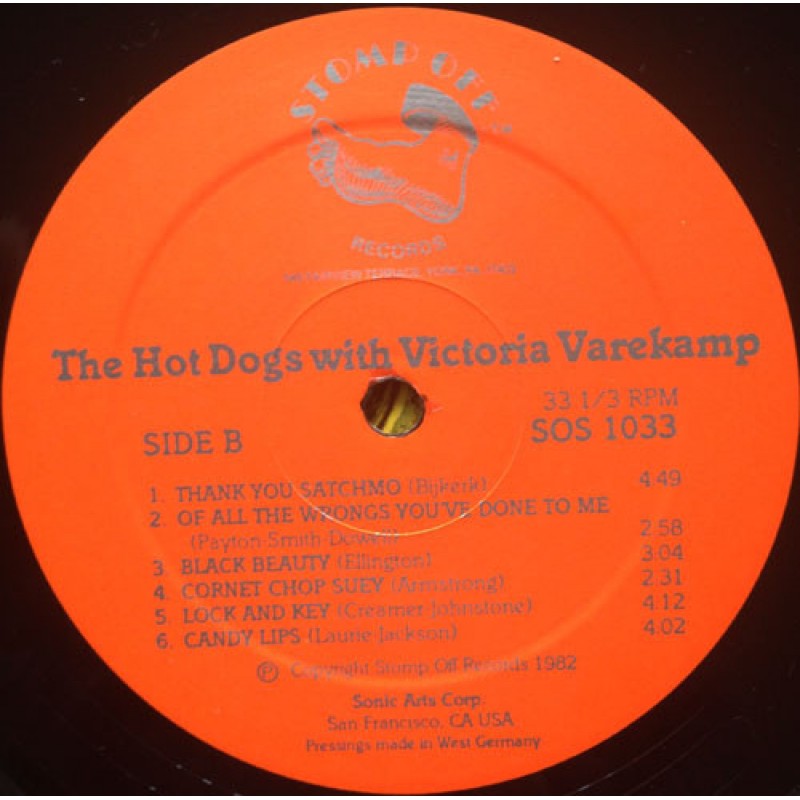 STOMP OFF
RECORDS
TERRACE, YORK, PA
The Hot Dogs with Victoria Varekamp
33 1/3 RPM
SIDE B
SOS 1033
1. THANK YOU SATCHMO (Bijkerk) 4:49
2. OF ALL THE WRONGS YOU'VE DONE TO ME
(Payton-Smith-Dowell) 2:58
3. BLACK BEAUTY (Ellington) 3:04
4. CORNET CHOP SUEY (Armstrong) 2:31
5. LOCK AND KEY (Creamer-Johnstone) 4:12
6. CANDY LIPS (Laurie-Jackson) 4:02
Ⓟ Copyright Stomp Off Records 1982
Sonic Arts Corp.
San Francisco, CA USA
Pressings made in West Germany